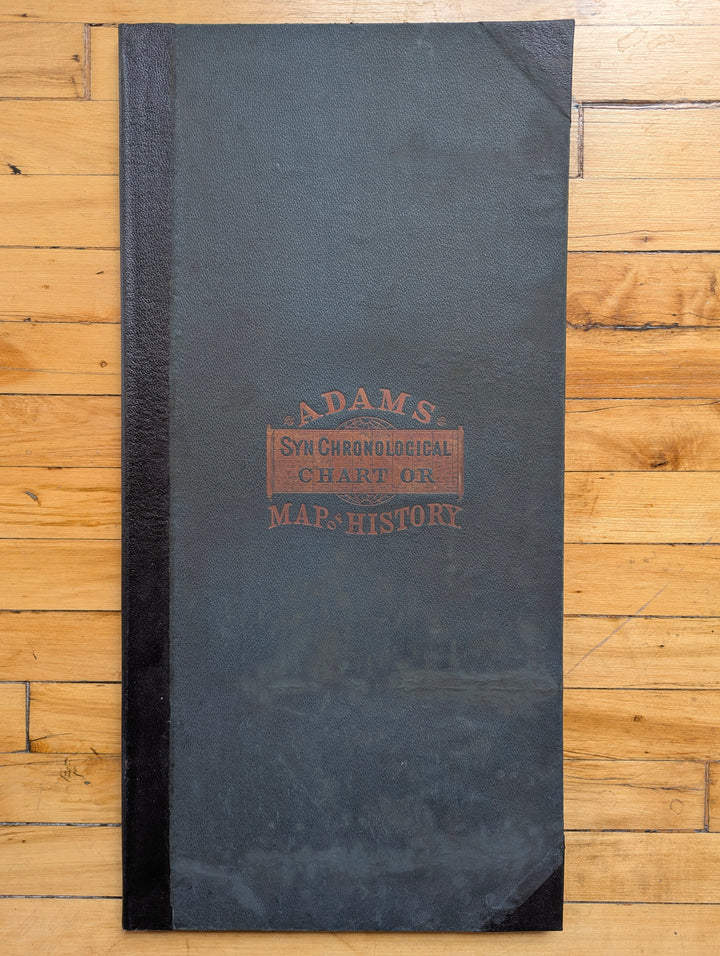 ADAMS
SYN CHRONOLOGICAL
CHART OR
MAP OF HISTORY